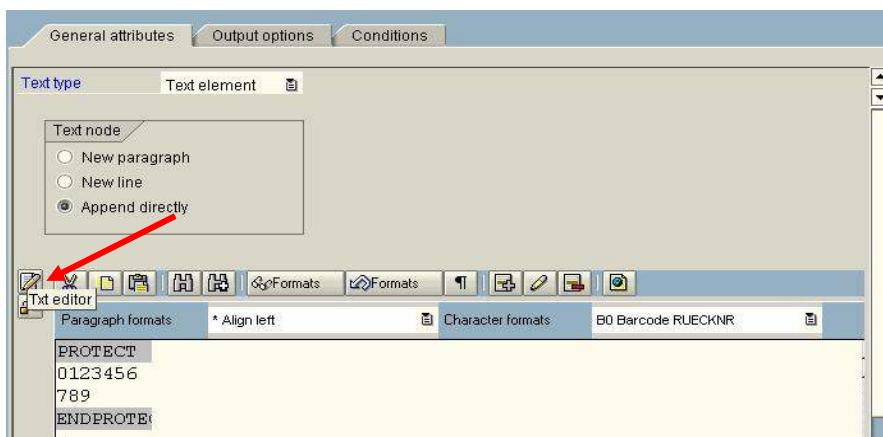 General attributes Output options Conditions
Text type Text element
Text node
New paragraph
New line
Append directly
Formats Formats
Txt editor
Paragraph formats * Align left Character formats B0 Barcode RUECKNR
PROTECT
0123456
789
ENDPROTE